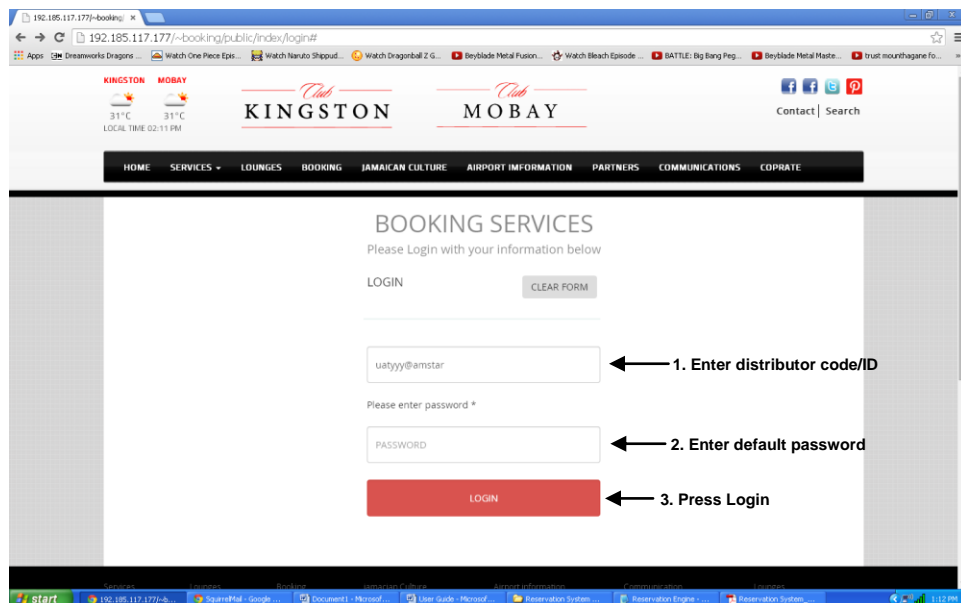 192.185.117.177/~booking/
192.185.117.177/~booking/public/index/login#
Apps Dreamworks Dragons ... Watch One Piece Epis... Watch Naruto Shippud... Watch Dragonball Z G... Beyblade Metal Fusion... Watch Bleach Episode ... BATTLE: Big Bang Peg... Beyblade Metal Maste... trust mounthagane fo... »
KINGSTON MOBAY
31°C 31°C
LOCAL TIME 02:11 PM
Club
KINGSTON
Club
MOBAY
Contact | Search
HOME SERVICES LOUNGES BOOKING JAMAICAN CULTURE AIRPORT IMFORMATION PARTNERS COMMUNICATIONS COPRATE
BOOKING SERVICES
Please Login with your information below
LOGIN
CLEAR FORM
uatyyy@amstar
1. Enter distributor code/ID
Please enter password *
PASSWORD
2. Enter default password
LOGIN
3. Press Login
Services Lounges Booking Jamacian Culture Airport information Communication Lounges
start 192.185.117.177/~b... SquirrelMail - Google ... Document1 - Microsof... User Guide - Microsof... Reservation System ... Reservation Engine - ... Reservation System_... 1:12 PM